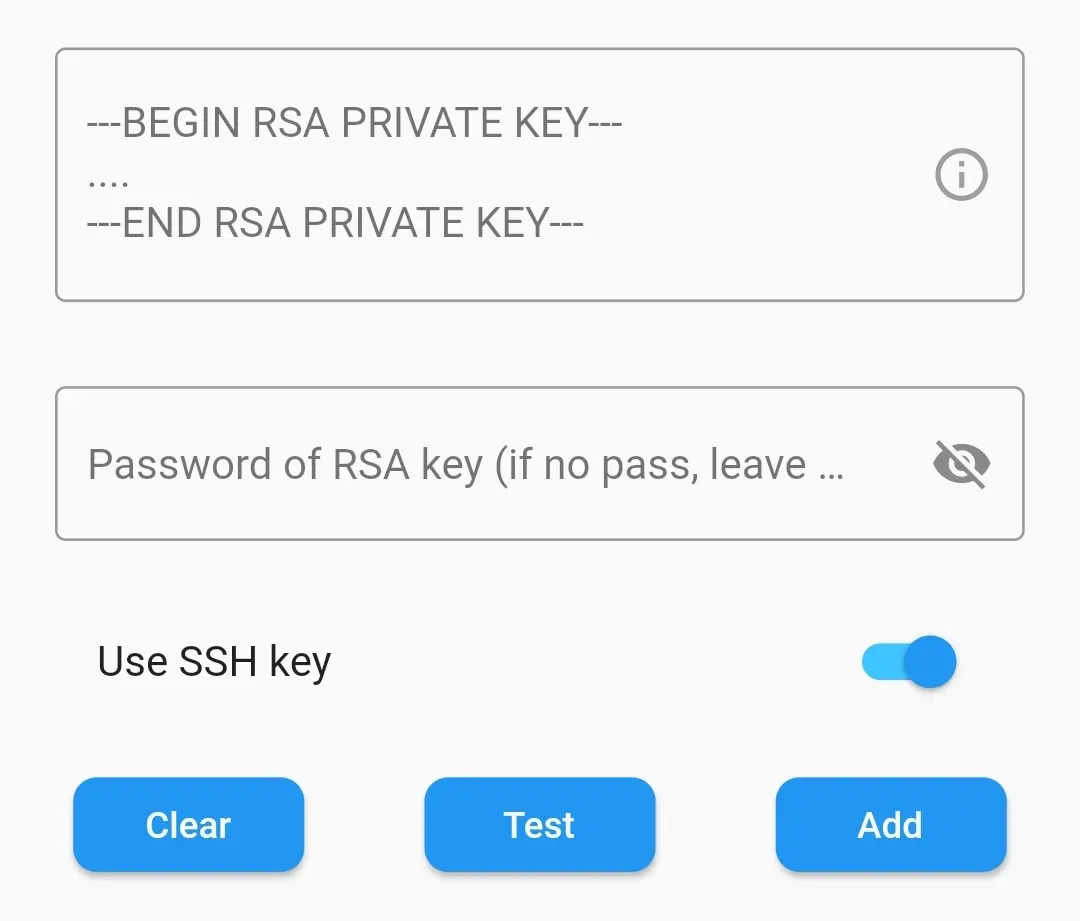 ---BEGIN RSA PRIVATE KEY---
....
---END RSA PRIVATE KEY---
Password of RSA key (if no pass, leave ...
Use SSH key
Clear Test Add